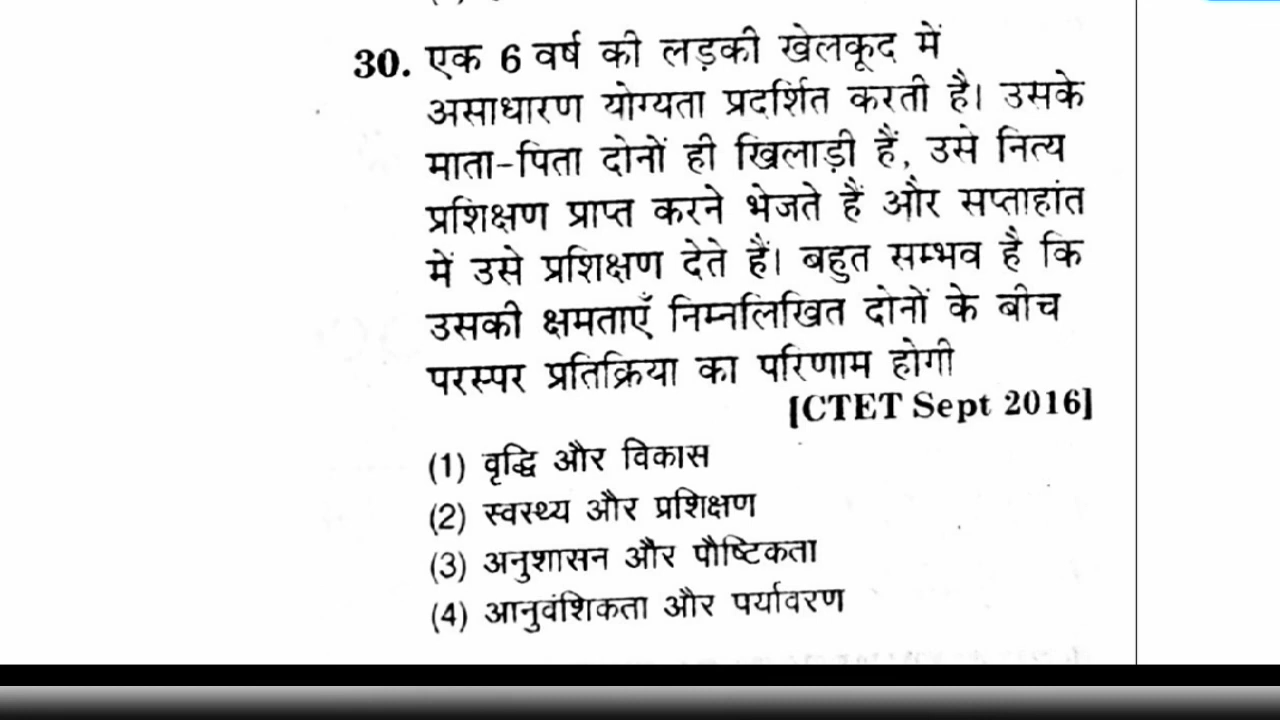 30. एक 6 वर्ष की लड़की खेलकूद में
असाधारण योग्यता प्रदर्शित करती है। उसके
माता-पिता दोनों ही खिलाड़ी हैं, उसे नित्य
प्रशिक्षण प्राप्त करने भेजते हैं और सप्ताहांत
में उसे प्रशिक्षण देते हैं। बहुत सम्भव है कि
उसकी क्षमताएँ निम्नलिखित दोनों के बीच
परस्पर प्रतिक्रिया का परिणाम होगी
[CTET Sept 2016]
(1) वृद्धि और विकास
(2) स्वस्थ्य और प्रशिक्षण
(3) अनुशासन और पौष्टिकता
(4) आनुवंशिकता और पर्यावरण